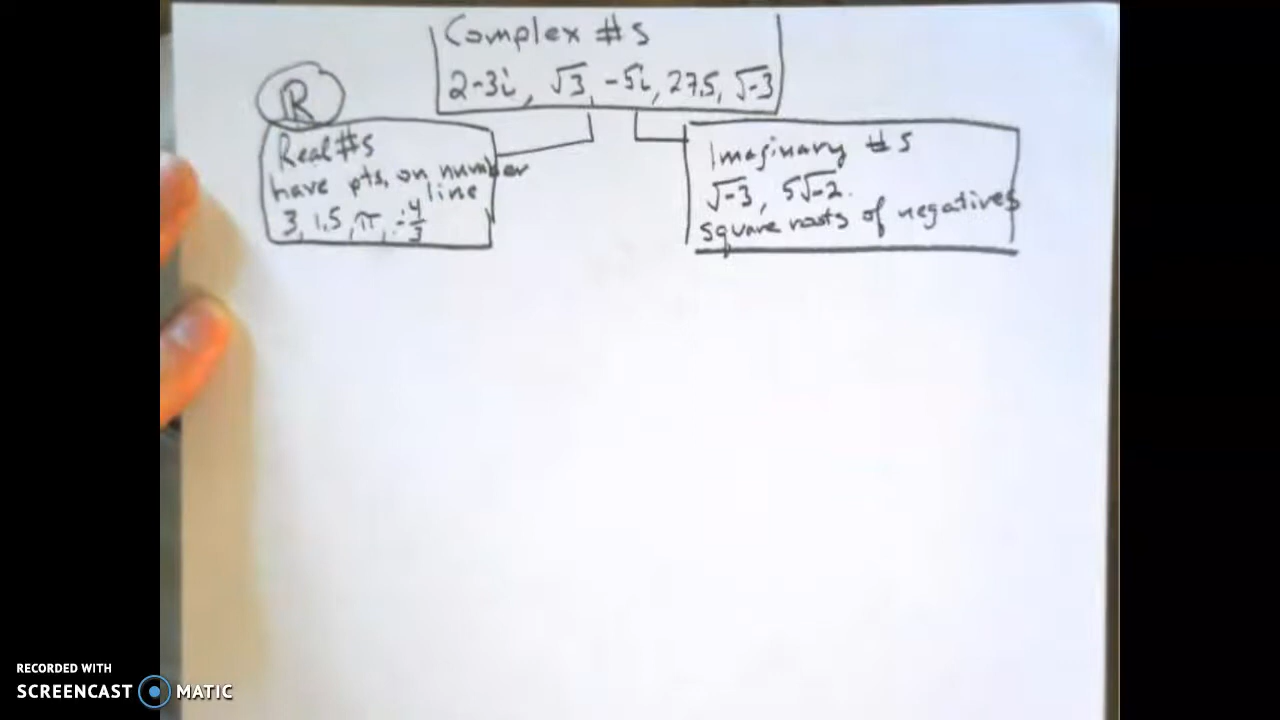 Complex #s
2-3i, √3, -5i, 27.5, √-3
R
Real #s
have pts. on number
line
3, 1.5, π, -4/3
Imaginary #s
√-3, 5√-2.
square roots of negatives
RECORDED WITH
SCREENCAST MATIC